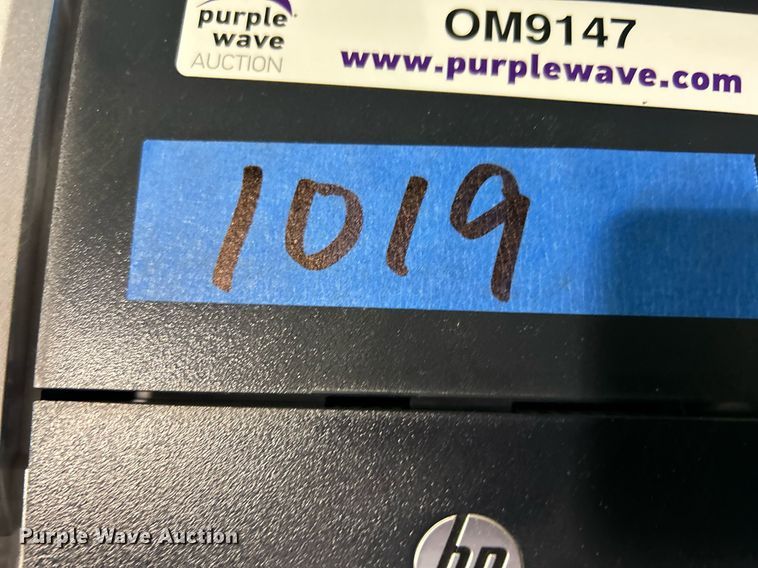 purple
wave
AUCTION
OM9147
www.purplewave.com
1019
hp
Purple Wave Auction